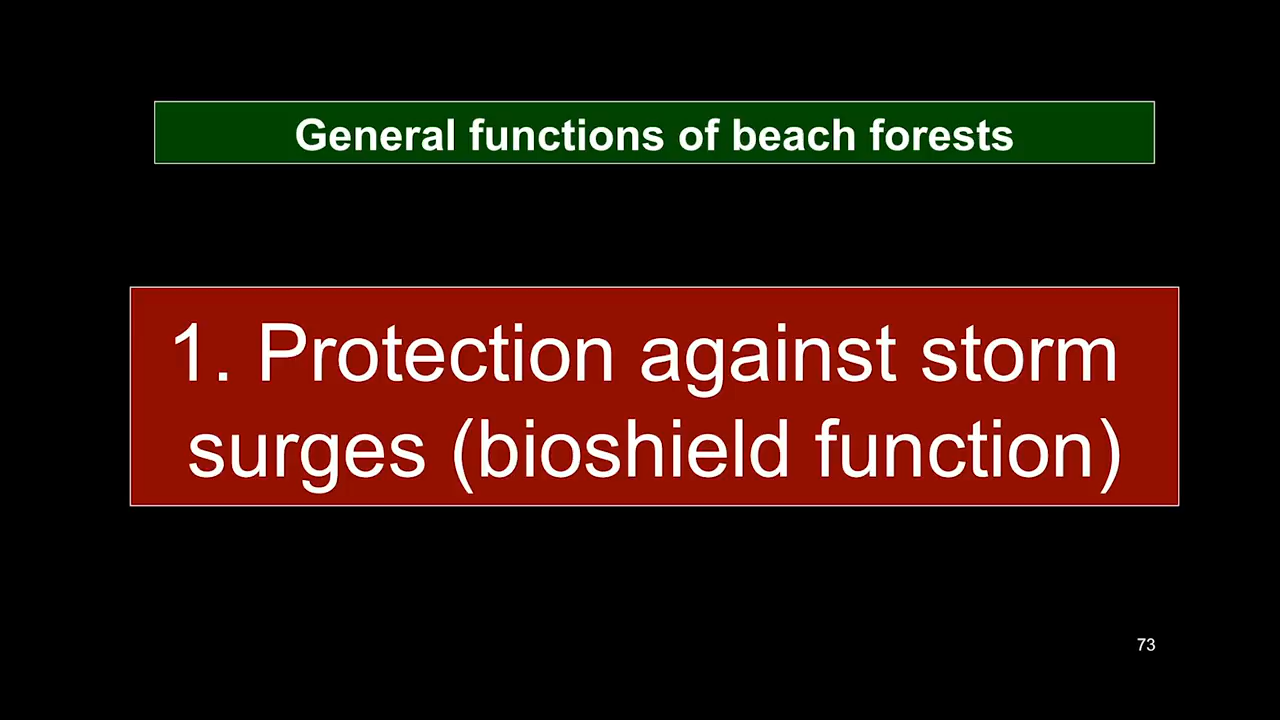 General functions of beach forests
1. Protection against storm
surges (bioshield function)
73